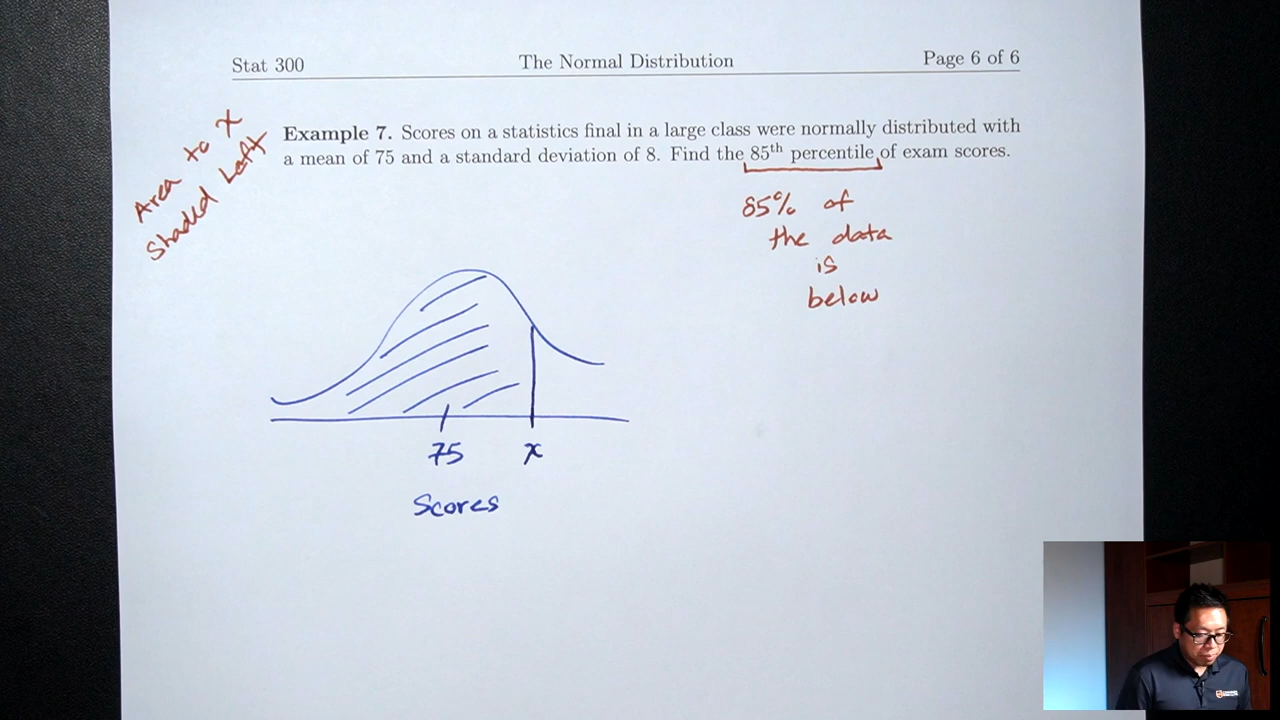 Stat 300
The Normal Distribution
Page 6 of 6
Area to x
Shaded Left
Example 7. Scores on a statistics final in a large class were normally distributed with
a mean of 75 and a standard deviation of 8. Find the 85th percentile of exam scores.
85% of
the data
is
below
75
x
Scores